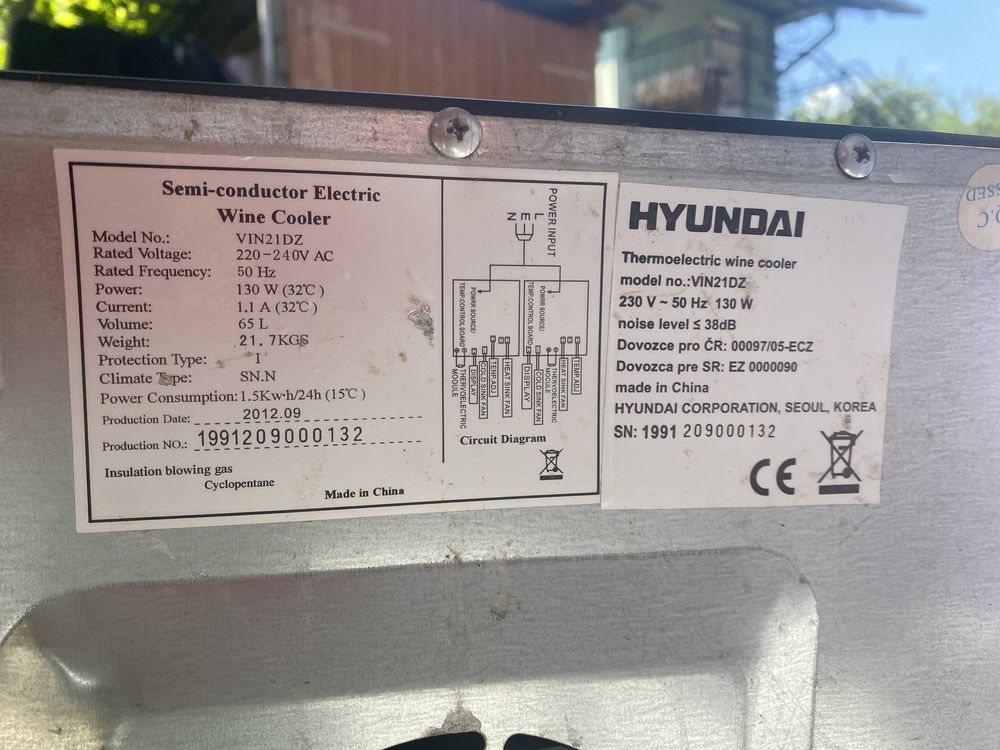 Semi-conductor Electric
Wine Cooler
Model No.: VIN21DZ
Rated Voltage: 220-240V AC
Rated Frequency: 50 Hz
Power: 130 W (32℃)
Current: 1.1 A (32℃)
Volume: 65 L
Weight: 21.7KGS
Protection Type: I
Climate Type: SN.N
Power Consumption: 1.5Kw·h/24h (15℃)
Production Date: 2012.09
Production NO.: 1991209000132
Insulation blowing gas
Cyclopentane
Made in China
POWER INPUT
L
E
N
POWER SOURCE/
TEMP.CONTROL BOARD
THERVOELECTRIC
MODULE
DISPLAY
COLD SINK FAN
TENP.ADJ
HEAT SINK FAN
POWIR SOURCE/
TEMP.CONTROL BOARD
THERVOELECTRIC
MODULE
DISPLAY
COLD SINK FAN
HEAT SINK FAN
TEMP.ADJ
Circuit Diagram
HYUNDAI
Thermoelectric wine cooler
model no.:VIN21DZ
230 V ~ 50 Hz 130 W
noise level ≤ 38dB
Dovozce pro ČR: 00097/05-ECZ
Dovozca pre SR: EZ 0000090
made in China
HYUNDAI CORPORATION, SEOUL, KOREA
SN: 1991 209000132
CE